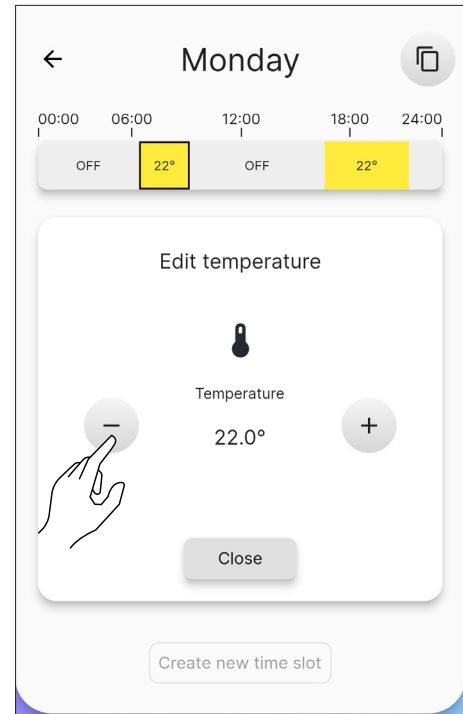 Monday
00:00 06:00 12:00 18:00 24:00
OFF 22° OFF 22°
Edit temperature
Temperature
22.0°
Close
Create new time slot